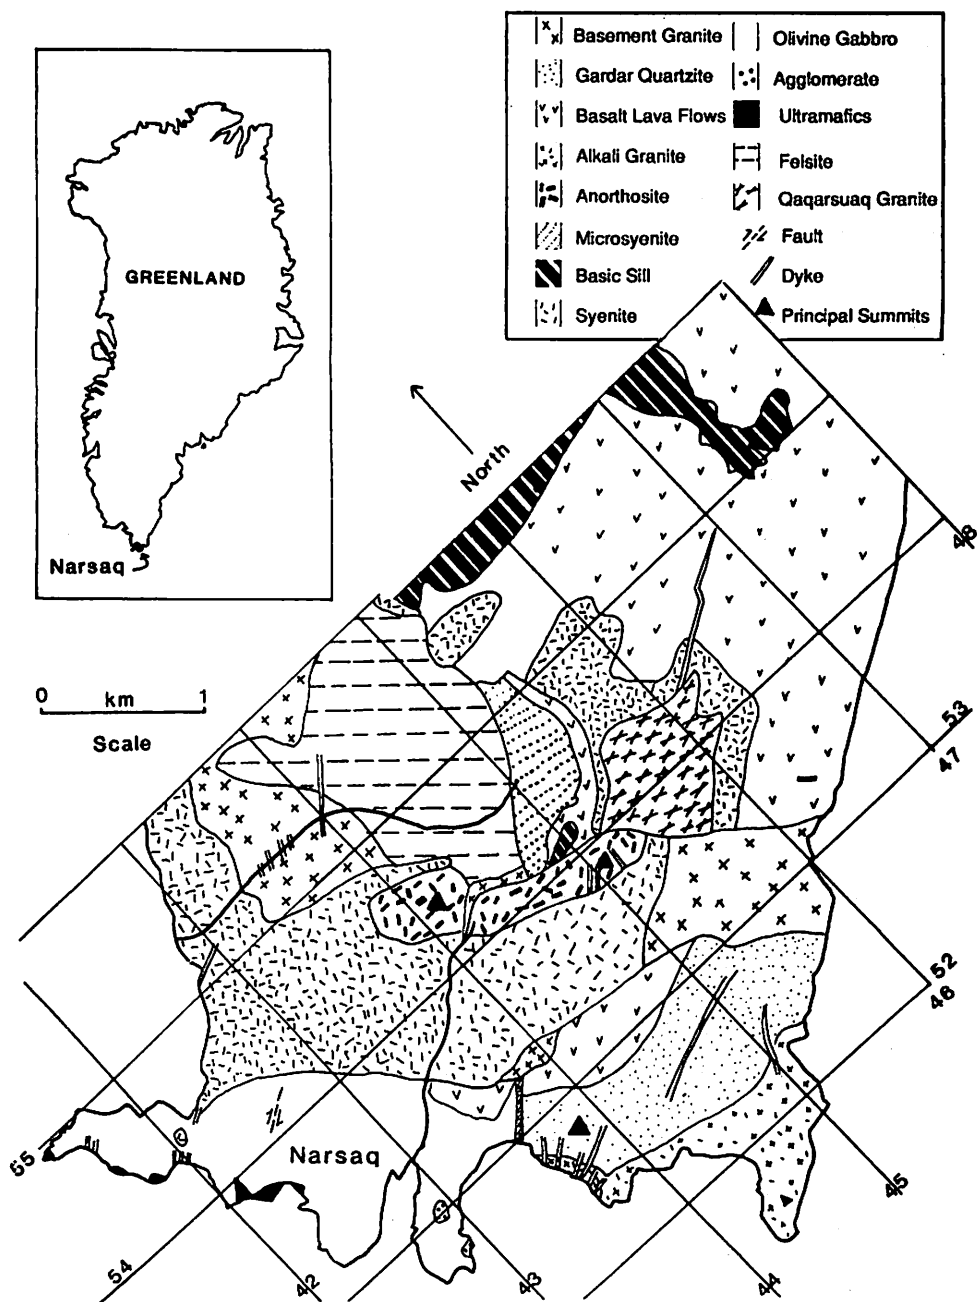 Basement Granite
Olivine Gabbro
Gardar Quartzite
Agglomerate
Basalt Lava Flows
Ultramafics
Alkali Granite
Felsite
Anorthosite
Qaqarsuaq Granite
Microsyenite
Fault
Basic Sill
Dyke
Syenite
Principal Summits
GREENLAND
Narsaq
North
0 km 1
Scale
48
53
47
52
46
55
45
54
42
43
44
Narsaq